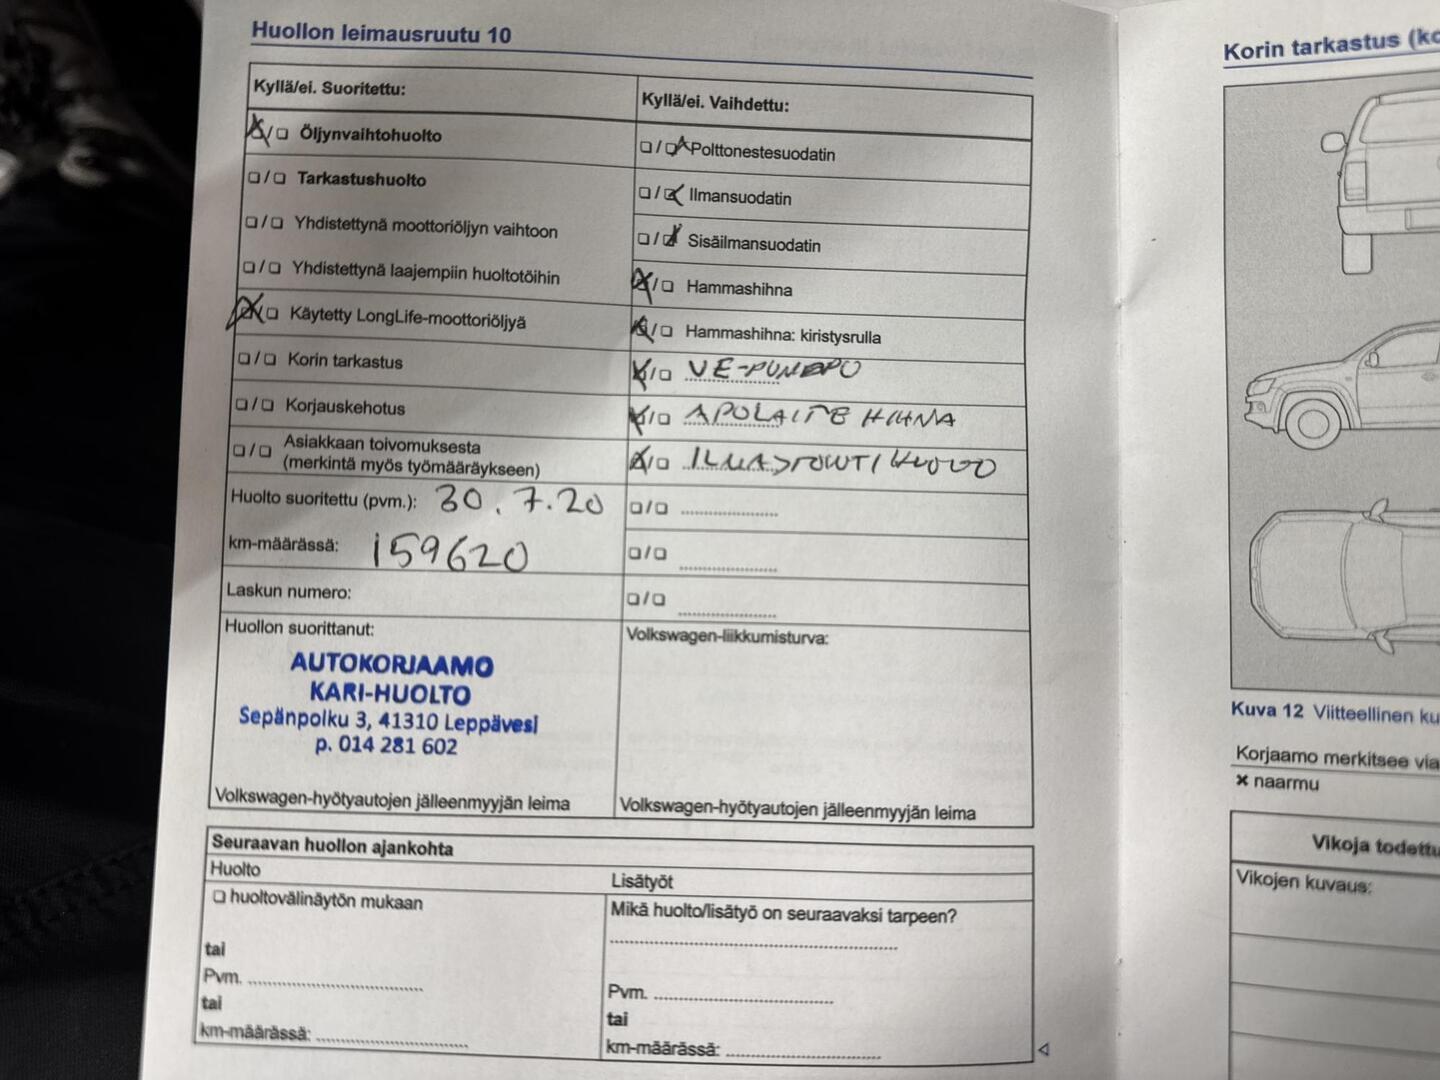 Huollon leimausruutu 10
Kyllä/ei. Suoritettu:
Öljynvaihtohuolto
Tarkastushuolto
Yhdistettynä moottoriöljyn vaihtoon
Yhdistettynä laajempiin huoltotöihin
Käytetty LongLife-moottoriöljyä
Korin tarkastus
Korjauskehotus
Asiakkaan toivomuksesta
(merkintä myös työmääräykseen)
Huolto suoritettu (pvm.): 30.7.20
km-määrässä: 159620
Laskun numero:
Huollon suorittanut:
AUTOKORJAAMO
KARI-HUOLTO
Sepänpolku 3, 41310 Leppävesi
p. 014 281 602
Volkswagen-hyötyautojen jälleenmyyjän leima
Kyllä/ei. Vaihdettu:
Polttonestesuodatin
Ilmansuodatin
Sisäilmansuodatin
Hammashihna
Hammashihna: kiristysrulla
VE-PUMPPU
APULAITE HIHNA
ILMASTOINTIHUOLTO
Volkswagen-liikkumisturva:
Volkswagen-hyötyautojen jälleenmyyjän leima
Seuraavan huollon ajankohta
Huolto
huoltovälinäytön mukaan
tai
Pvm.
tai
km-määrässä:
Lisätyöt
Mikä huolto/lisätyö on seuraavaksi tarpeen?
Pvm.
tai
km-määrässä:
Korin tarkastus
Kuva 12 Viitteellinen
Korjaamo merkitsee
× naarmu
Vikoja
Vikojen kuvaus: